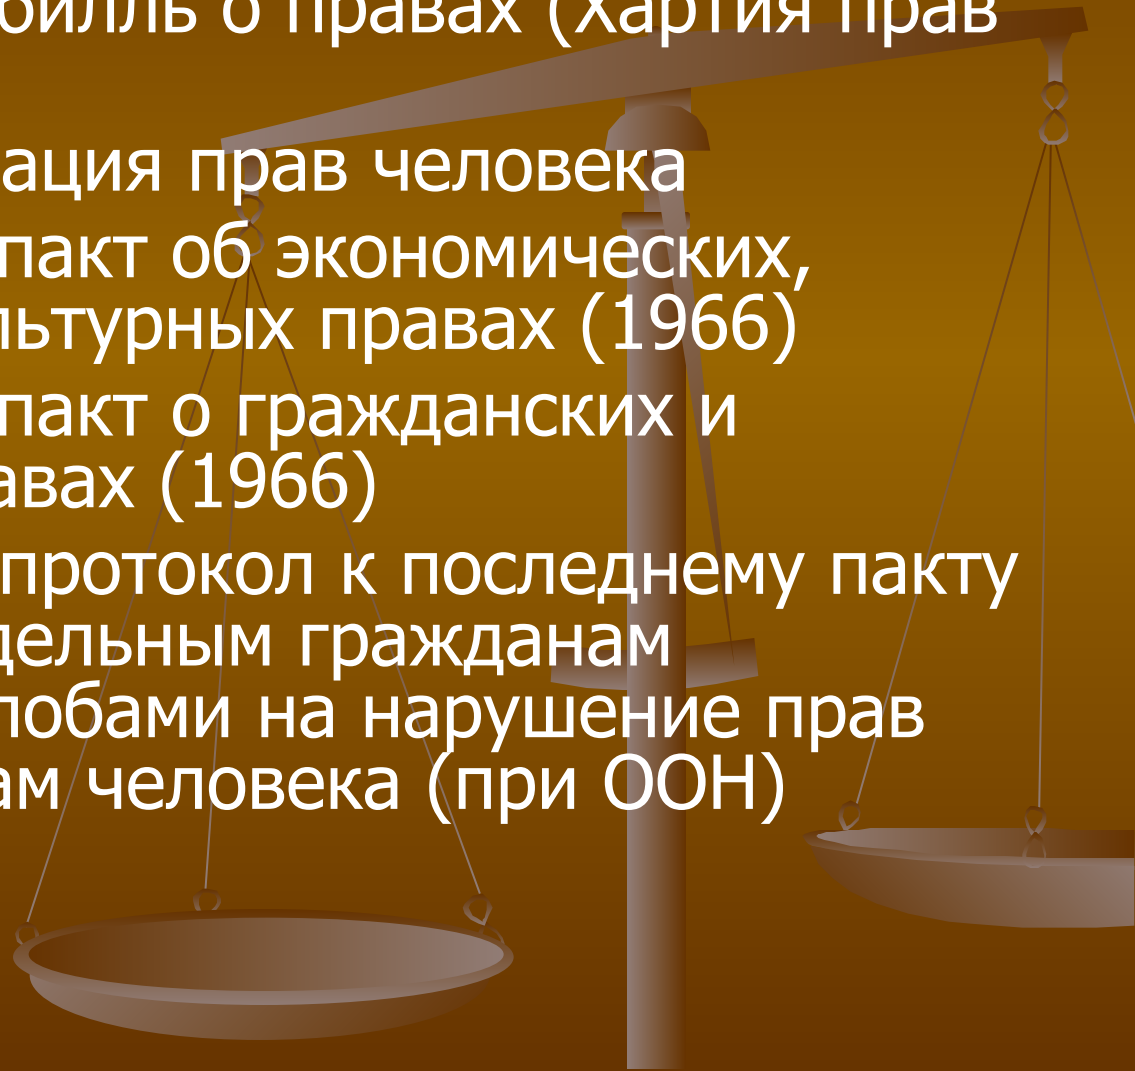 билль о правах (Хартия прав
ация прав человека
пакт об экономических,
льтурных правах (1966)
пакт о гражданских и
авах (1966)
протокол к последнему пакту
дельным гражданам
лобами на нарушение прав
ам человека (при ООН)